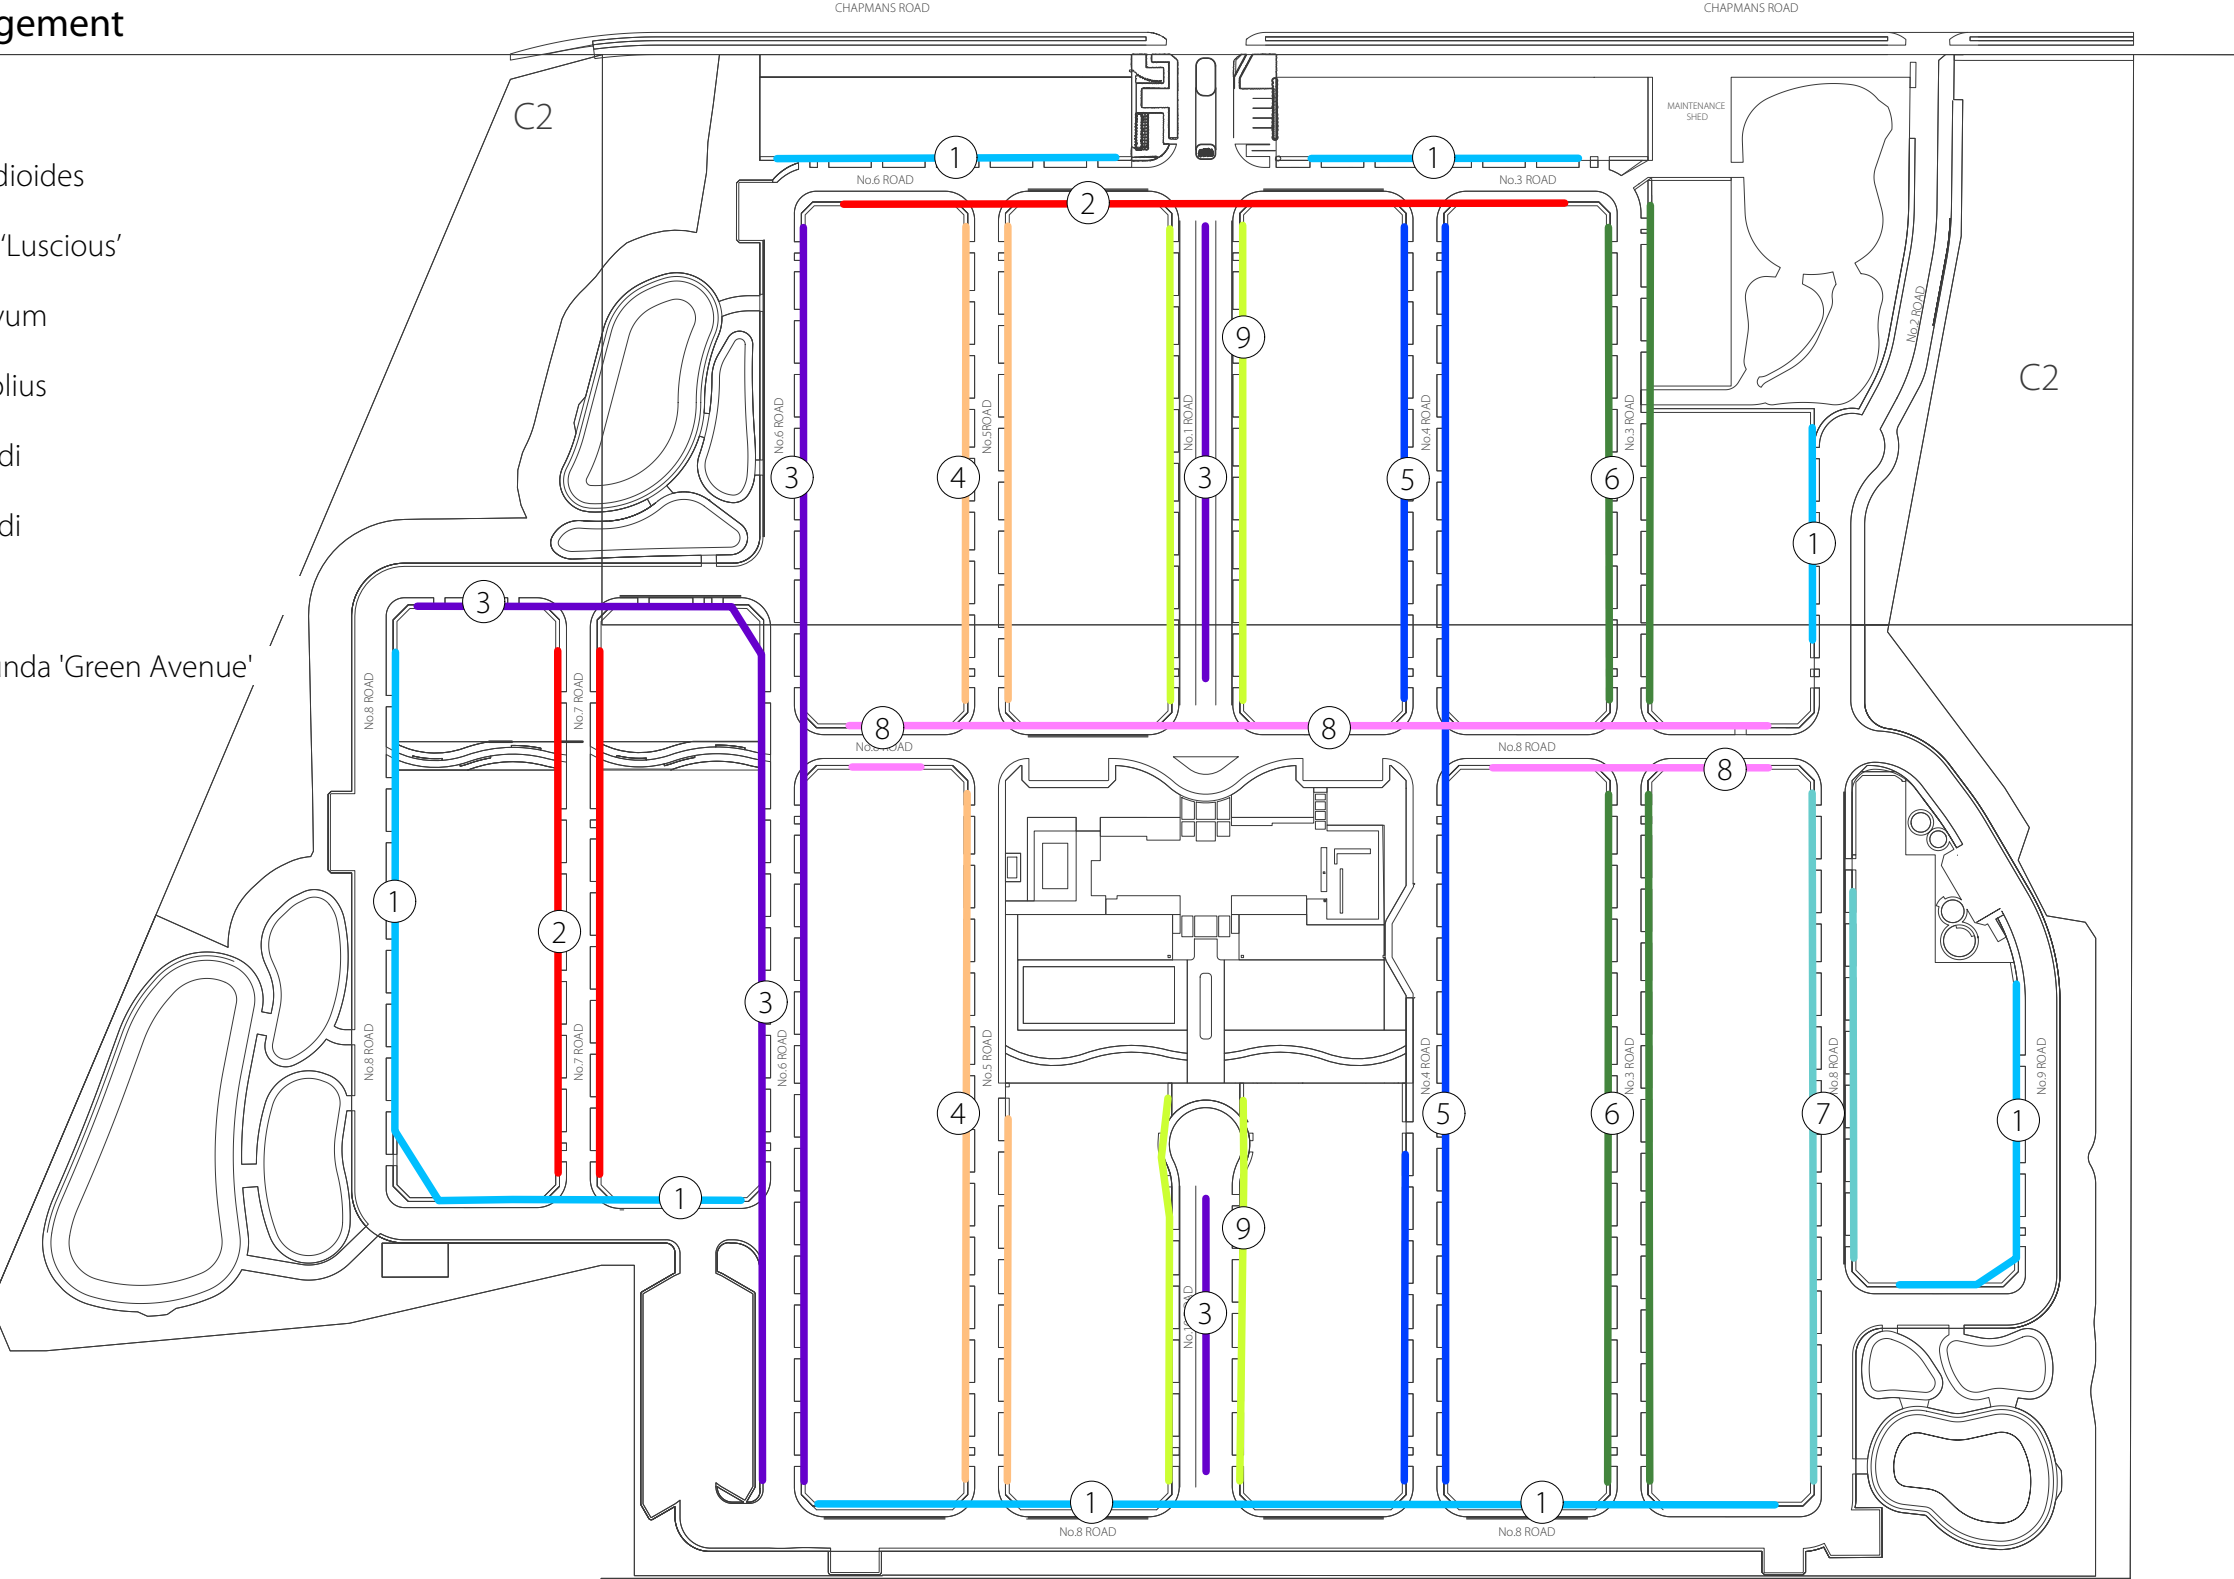 CHAPMANS ROAD
CHAPMANS ROAD
gement
C2
MAINTENANCE
SHED
1
1
dioides
No.6 ROAD
No.3 ROAD
2
'Luscious'
vum
No.2 ROAD
9
C2
olius
No.6 ROAD
No.5ROAD
No.1 ROAD
No.4 ROAD
No.3 ROAD
di
3
4
3
5
6
di
1
3
unda 'Green Avenue'
No.8 ROAD
No.7 ROAD
8
8
ROAD
No.8 ROAD
8
1
2
3
No.8 ROAD
No.7 ROAD
No.6 ROAD
No.5 ROAD
No.4 ROAD
No.3 ROAD
No.8 ROAD
No.9 ROAD
4
5
6
7
1
1
9
3
1
1
No.8 ROAD
No.8 ROAD